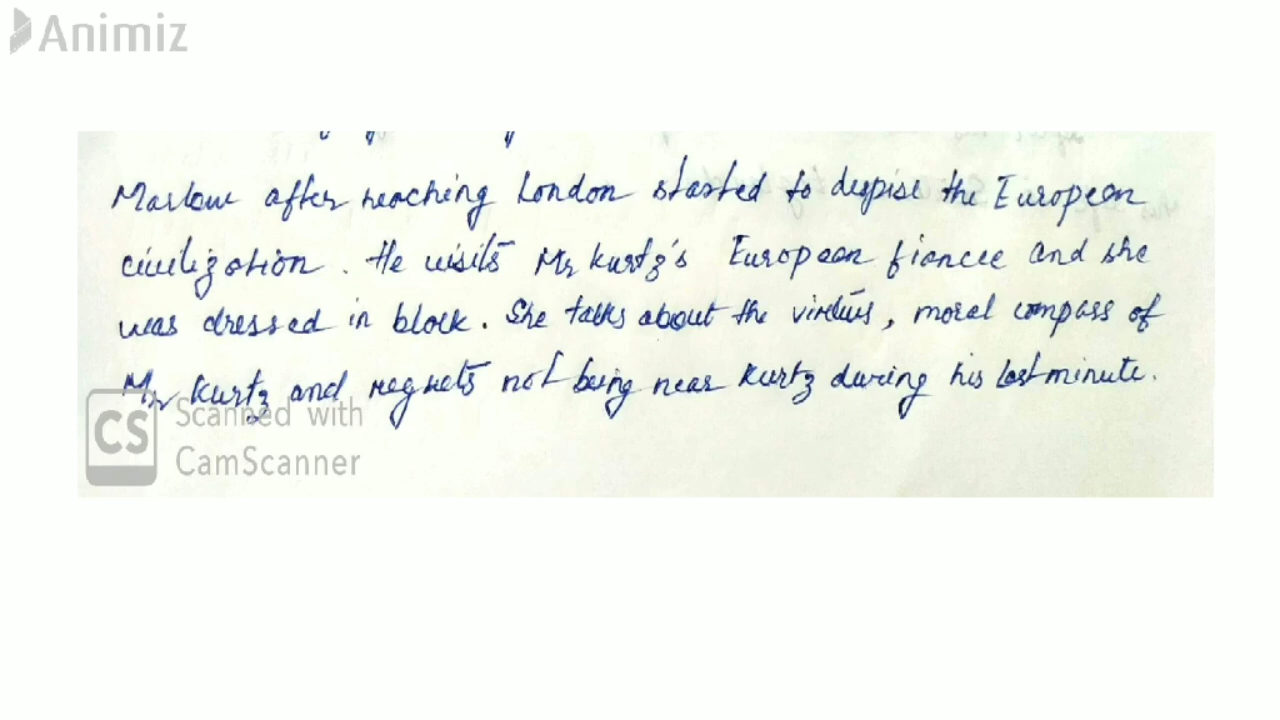 Animiz
Marlow after reaching London started to despise the European
civilization. He visits Mr Kurtz's European fiancee and she
was dressed in black. She talks about the virtues, moral compass of
Mr Kurtz and regrets not being near Kurtz during his last minute.
CS Scanned with
CamScanner